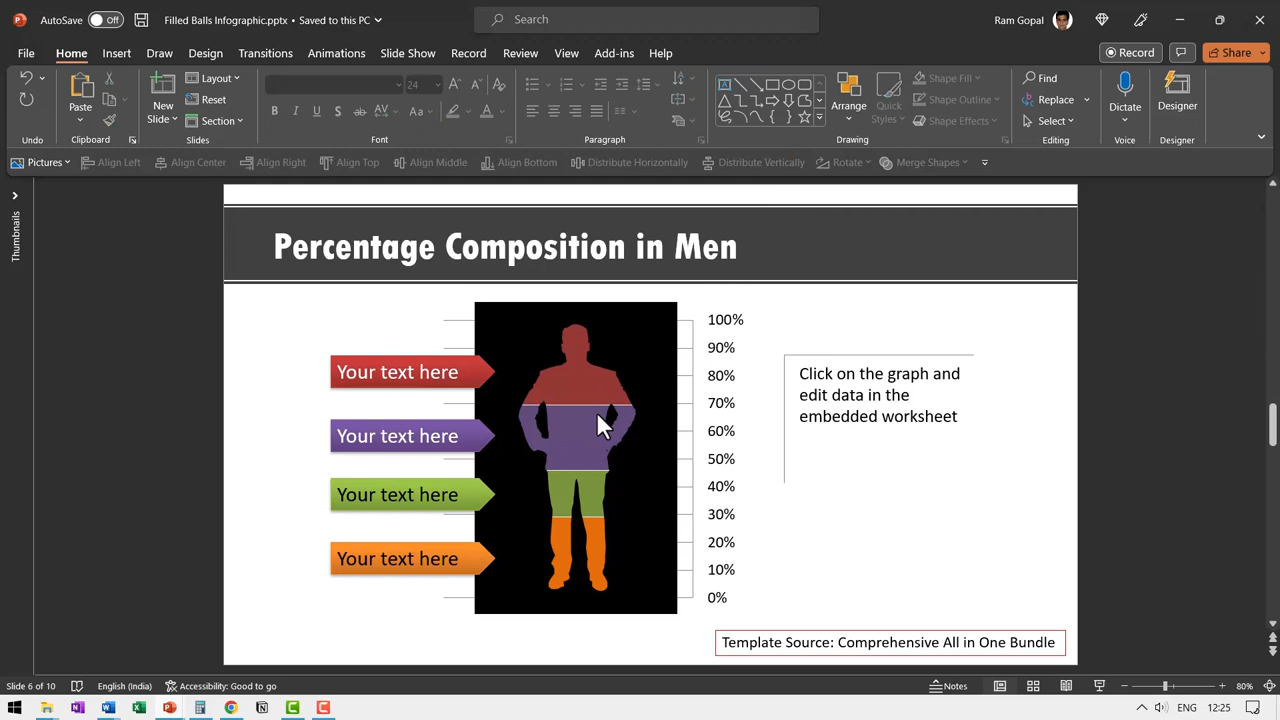 AutoSave Off Filled Balls Infographic.pptx • Saved to this PC Search Ram Gopal
File Home Insert Draw Design Transitions Animations Slide Show Record Review View Add-ins Help Record Share
Paste New Slide Layout Reset Section 24 Arrange Quick Styles Shape Fill Shape Outline Shape Effects Find Replace Select Dictate Designer
Undo Clipboard Slides Font Paragraph Drawing Editing Voice Designer
Pictures Align Left Align Center Align Right Align Top Align Middle Align Bottom Distribute Horizontally Distribute Vertically Rotate Merge Shapes
Thumbnails
Percentage Composition in Men
100%
90%
80%
70%
60%
50%
40%
30%
20%
10%
0%
Your text here
Your text here
Your text here
Your text here
Click on the graph and
edit data in the
embedded worksheet
Template Source: Comprehensive All in One Bundle
Slide 6 of 10 English (India) Accessibility: Good to go Notes 80%
ENG 12:25